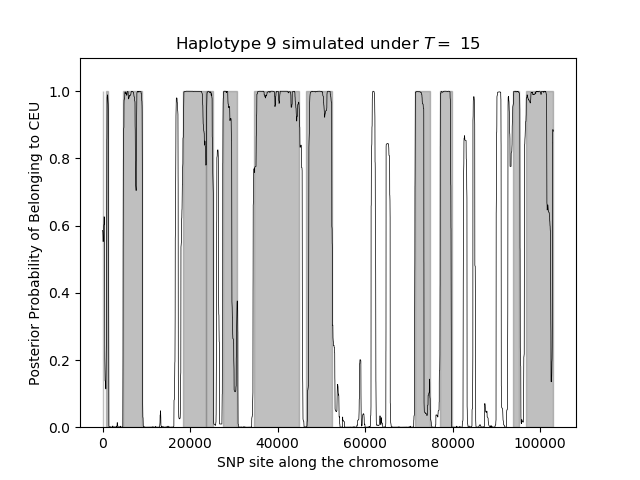 Haplotype 9 simulated under T = 15
Posterior Probability of Belonging to CEU
1.0
0.8
0.6
0.4
0.2
0.0
0 20000 40000 60000 80000 100000
SNP site along the chromosome